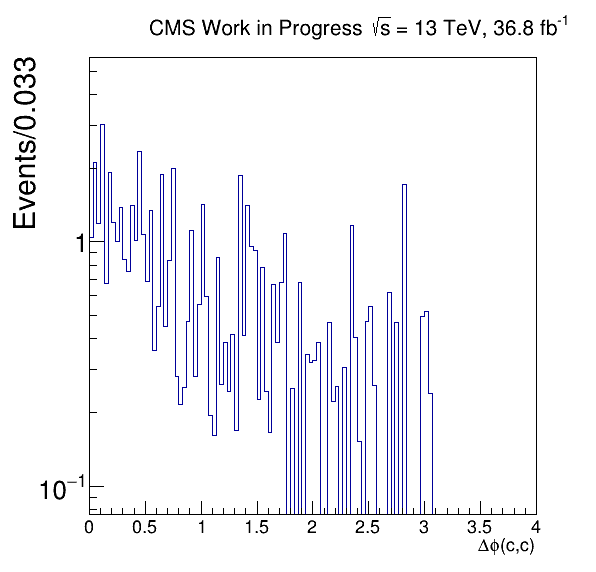 CMS Work in Progress √s = 13 TeV, 36.8 fb⁻¹
Events/0.033
1
10⁻¹
0 0.5 1 1.5 2 2.5 3 3.5 4
Δϕ(c,c)